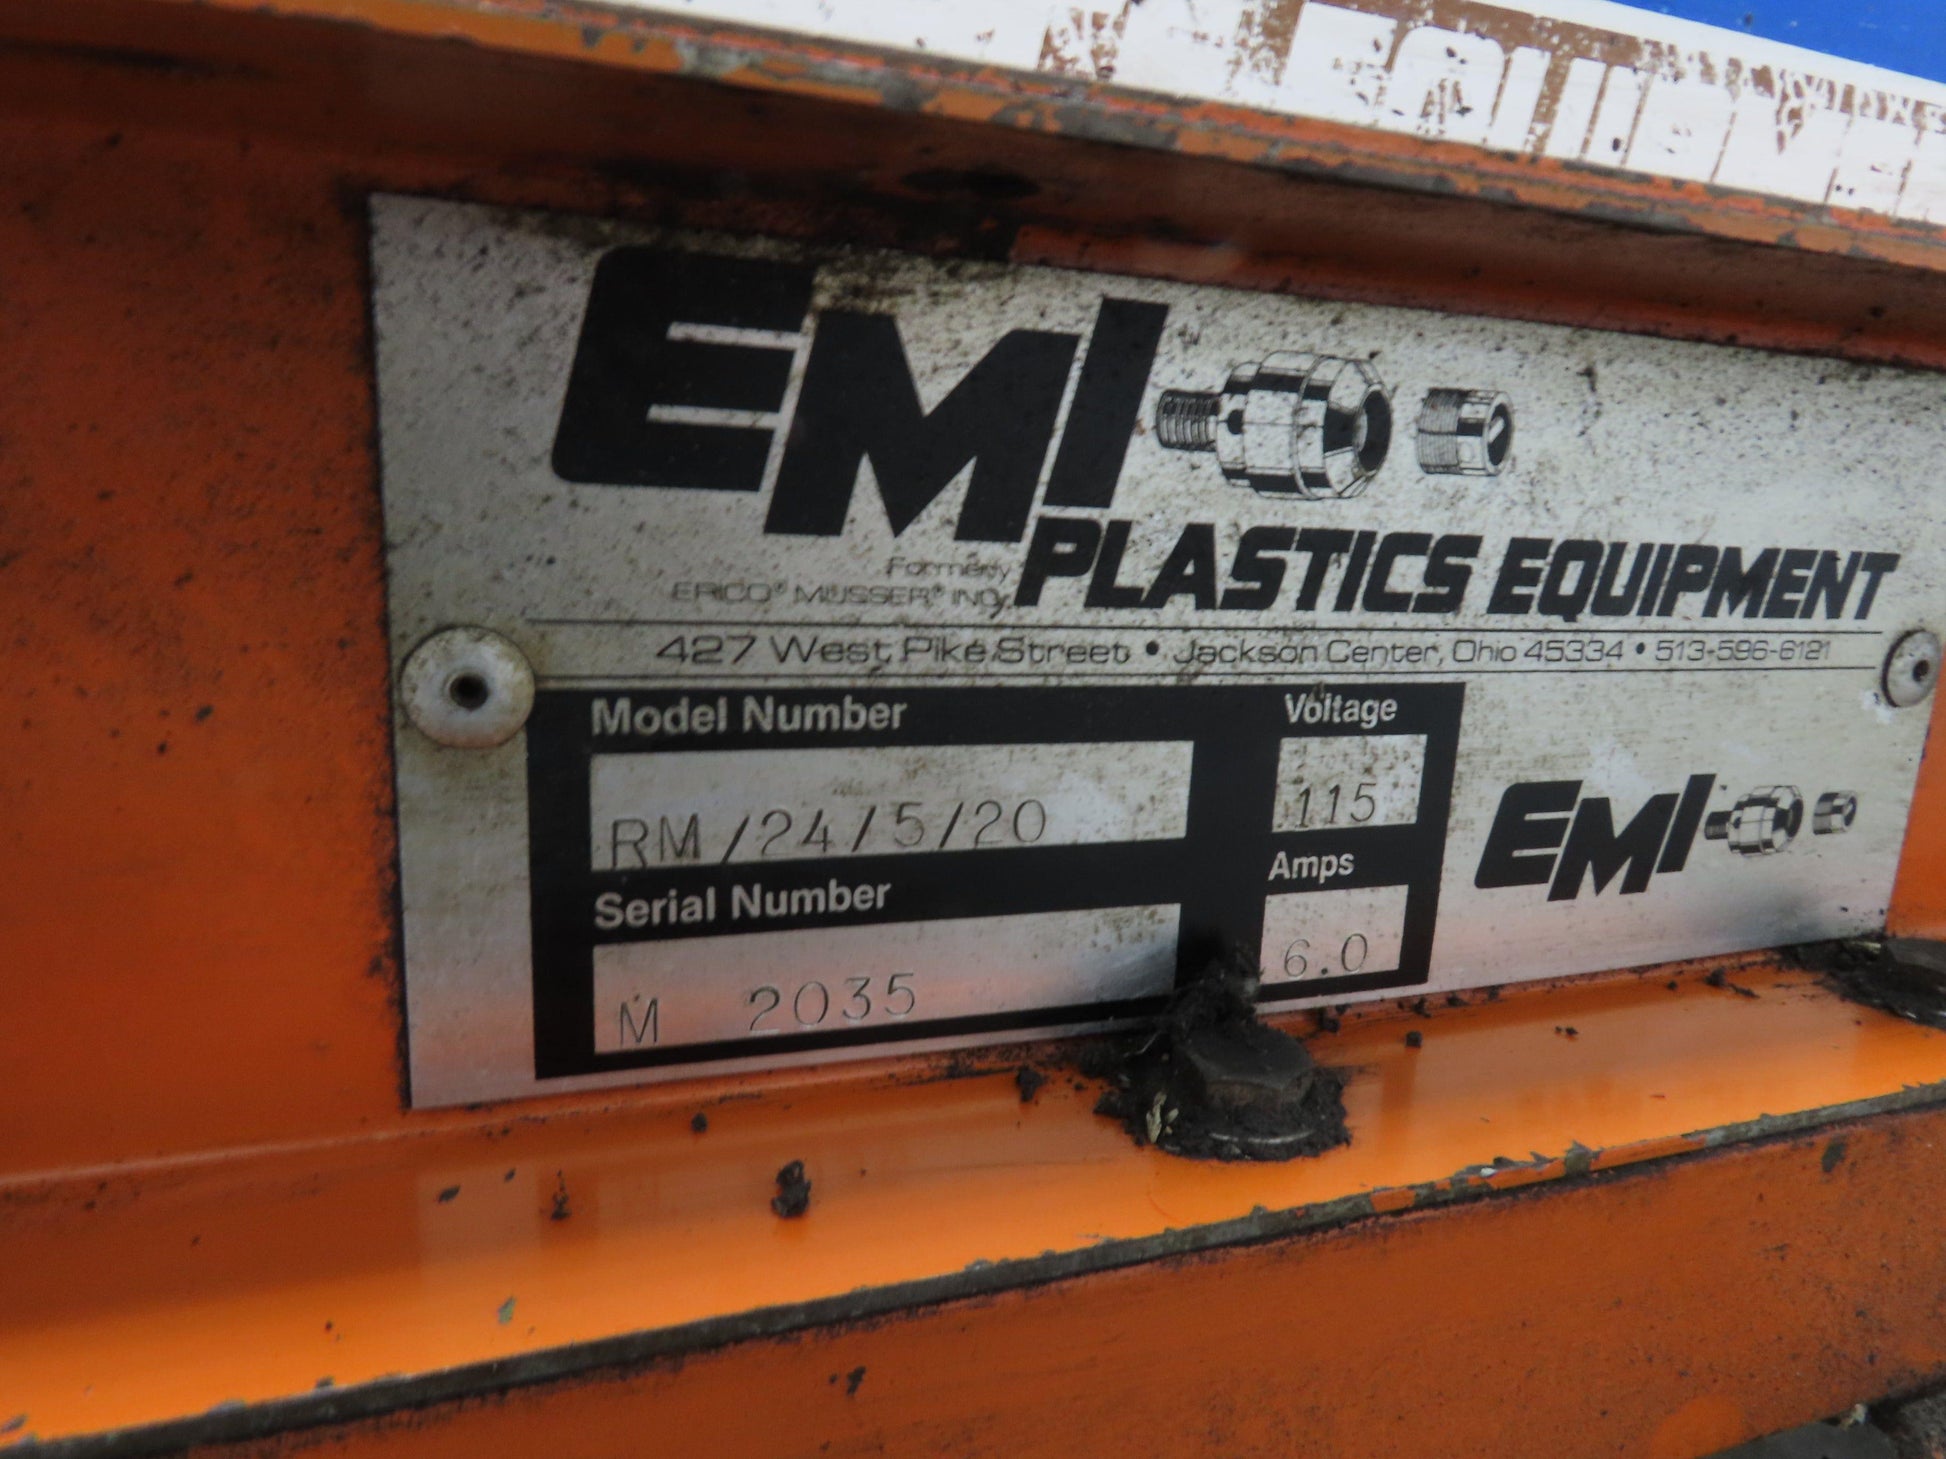 EQUIPME
EMI
PLASTICS EQUIPMENT
Formerly
ERICO® MUSSER® INC.
427 West Pike Street • Jackson Center, Ohio 45334 • 513-596-6121
Model Number
Voltage
RM/24/5/20
115
Serial Number
Amps
M 2035
6.0
EMI